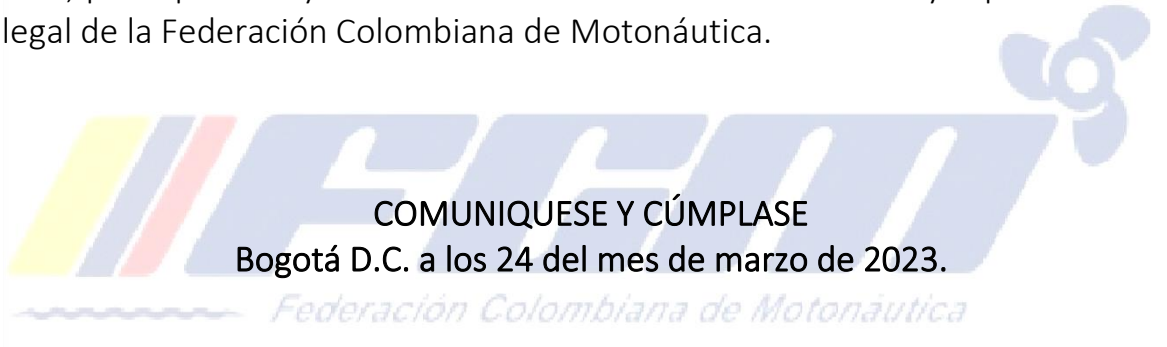 legal de la Federación Colombiana de Motonáutica.
FCM
COMUNIQUESE Y CÚMPLASE
Bogotá D.C. a los 24 del mes de marzo de 2023.
Federación Colombiana de Motonáutica